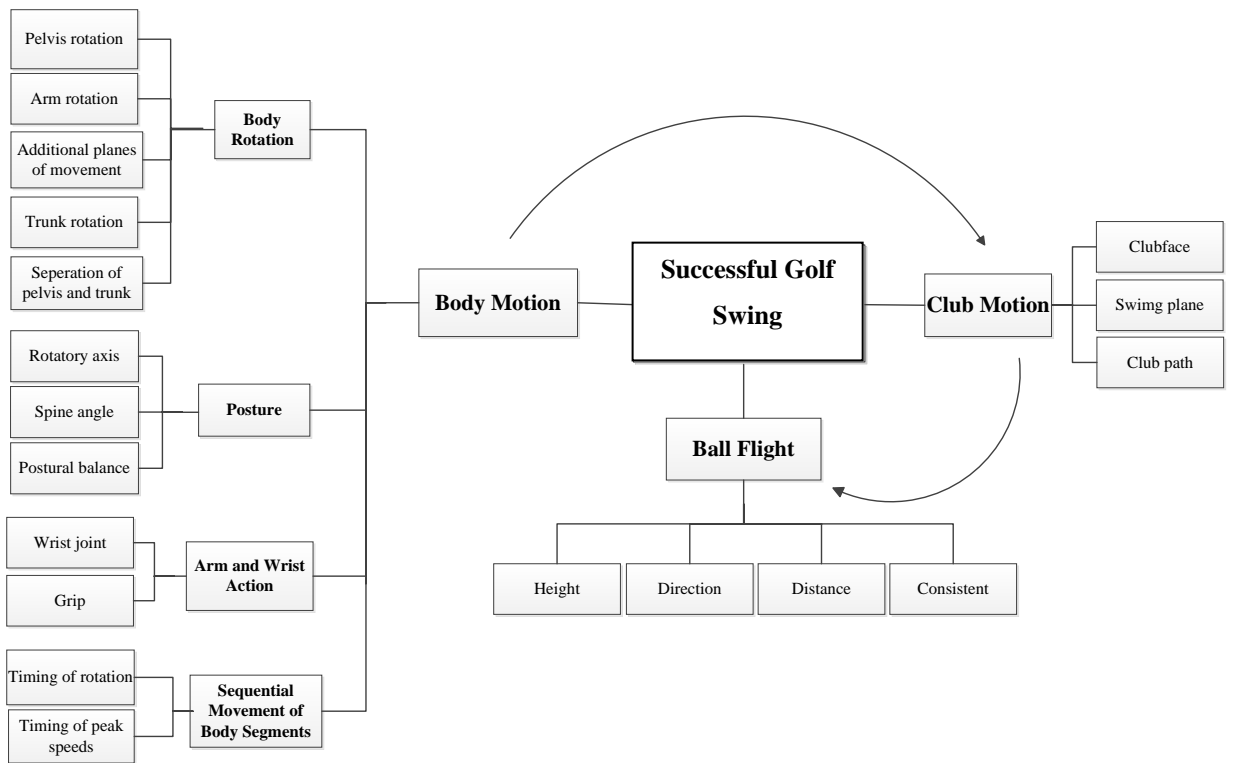 Pelvis rotation
Arm rotation
Additional planes
of movement
Trunk rotation
Seperation of
pelvis and trunk
Body
Rotation
Rotatory axis
Spine angle
Postural balance
Posture
Wrist joint
Grip
Arm and Wrist
Action
Timing of rotation
Timing of peak
speeds
Sequential
Movement of
Body Segments
Body Motion
Successful Golf
Swing
Club Motion
Clubface
Swimg plane
Club path
Ball Flight
Height
Direction
Distance
Consistent